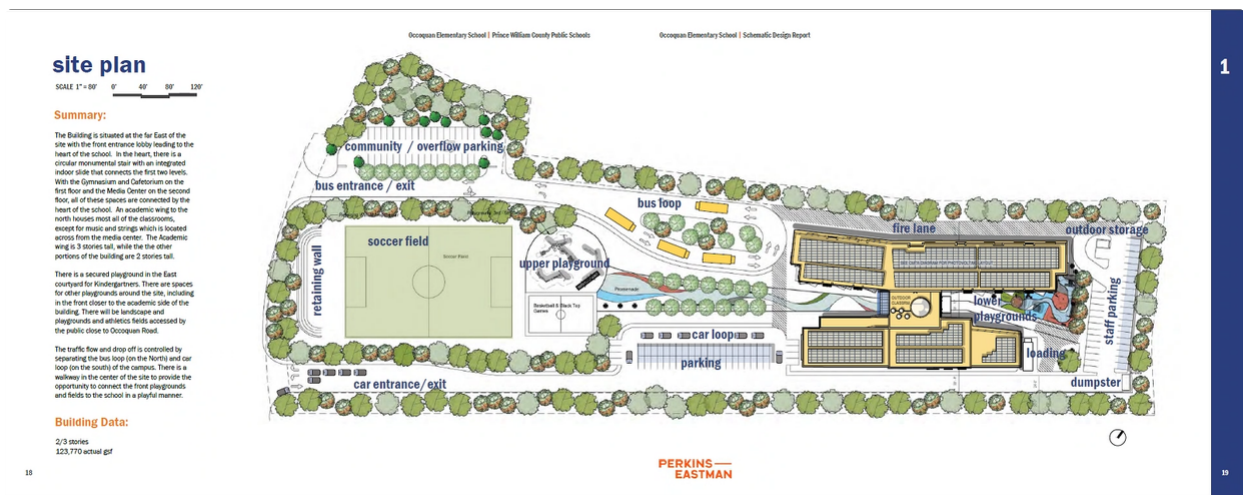 Occoquan Elementary School | Prince William County Public Schools
Occoquan Elementary School | Schematic Design Report
1
site plan
SCALE 1" = 80'
0' 40' 80' 120'
Summary:
The Building is situated at the far East of the
site with the front entrance lobby leading to the
heart of the school. In the heart, there is a
circular monumental stair with an integrated
indoor slide that connects the first two levels.
With the Gymnasium and Cafetorium on the
first floor and the Media Center on the second
floor, all of these spaces are connected by the
heart of the school. An academic wing to the
north houses most all of the classrooms,
except for music and strings which is located
across from the media center. The Academic
wing is 3 stories tall, while the the other
portions of the building are 2 stories tall.
There is a secured playground in the East
courtyard for Kindergartners. There are spaces
for other playgrounds around the site, including
in the front closer to the academic side of the
building. There will be landscape and
playgrounds and athletics fields accessed by
the public close to Occoquan Road.
The traffic flow and drop off is controlled by
separating the bus loop (on the North) and car
loop (on the south) of the campus. There is a
walkway in the center of the site to provide the
opportunity to connect the front playgrounds
and fields to the school in a playful manner.
Building Data:
2/3 stories
123,770 actual gsf
18
community / overflow parking
bus entrance / exit
bus loop
fire lane
outdoor storage
soccer field
Soccer Field
retaining wall
upper playground
Basketball & Black Top
Games
Promenade
OUTDOOR
CLASSROOM
lower
playgrounds
staff parking
car loop
parking
loading
car entrance/exit
dumpster
PERKINS
EASTMAN
19